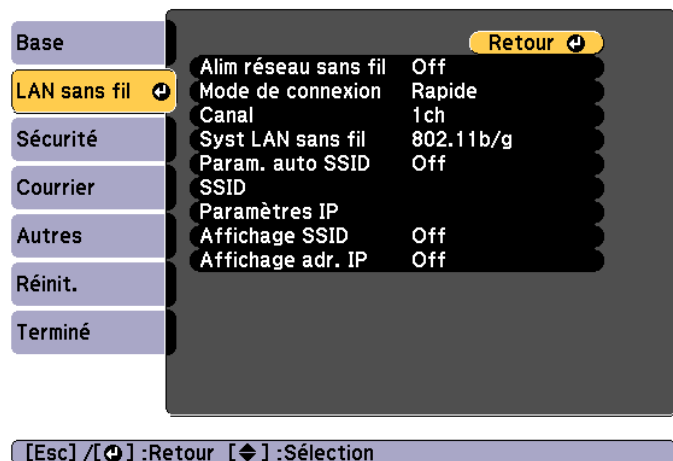 Base
LAN sans fil
Sécurité
Courrier
Autres
Réinit.
Terminé
Retour
Alim réseau sans fil Off
Mode de connexion Rapide
Canal 1ch
Syst LAN sans fil 802.11b/g
Param. auto SSID Off
SSID
Paramètres IP
Affichage SSID Off
Affichage adr. IP Off
[Esc] /[ ] :Retour [ ] :Sélection